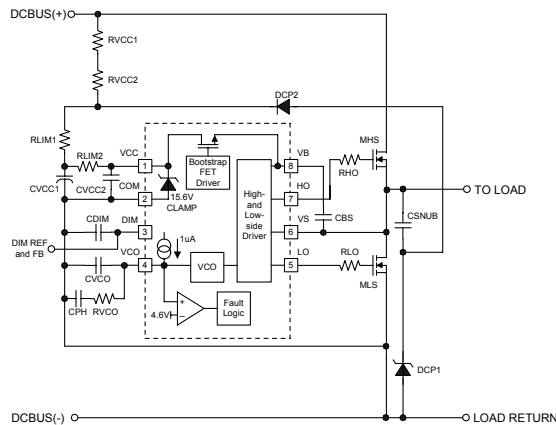 DCBUS(+)
RVCC1
RVCC2
DCP2
RLIM1
RLIM2
VCC
1
CVCC1
CVCC2
COM
2
15.6V
CLAMP
Bootstrap
FET
Driver
High-
and
Low-
side
Driver
8
VB
7
HO
6
VS
5
LO
RHO
MHS
TO LOAD
CBS
CSNUB
RLO
MLS
CDIM
DIM
3
DIM REF
and FB
1uA
VCO
4
CVCO
VCO
CPH
RVCO
4.6V
+
–
Fault
Logic
DCP1
DCBUS(-)
LOAD RETURN